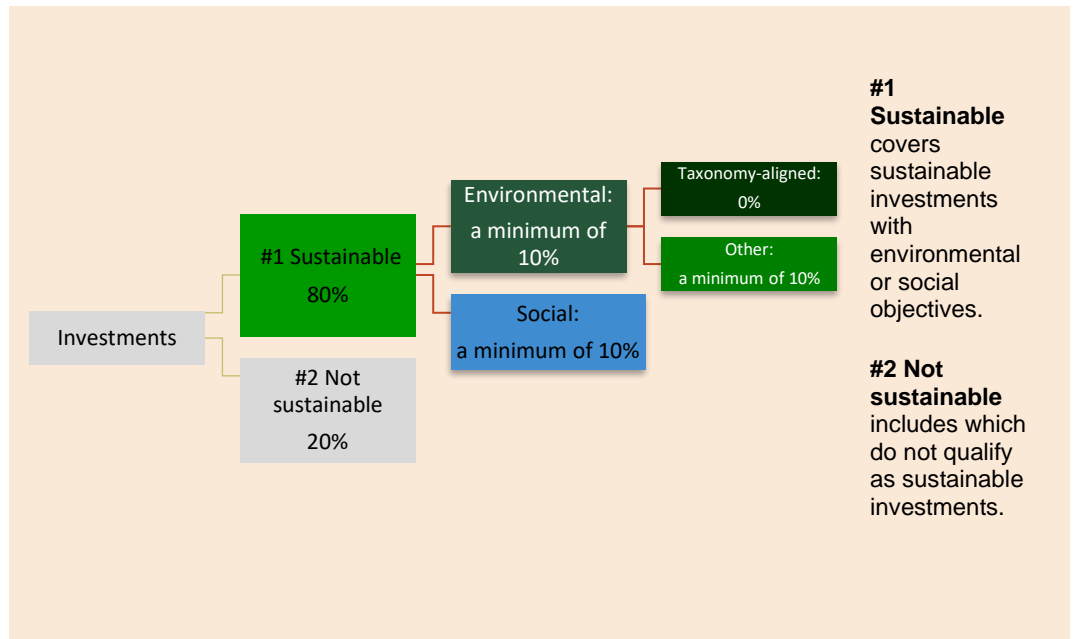 Investments
#1 Sustainable
80%
#2 Not
sustainable
20%
Environmental:
a minimum of
10%
Social:
a minimum of 10%
Taxonomy-aligned:
0%
Other:
a minimum of 10%
#1
Sustainable
covers
sustainable
investments
with
environmental
or social
objectives.
#2 Not
sustainable
includes which
do not qualify
as sustainable
investments.